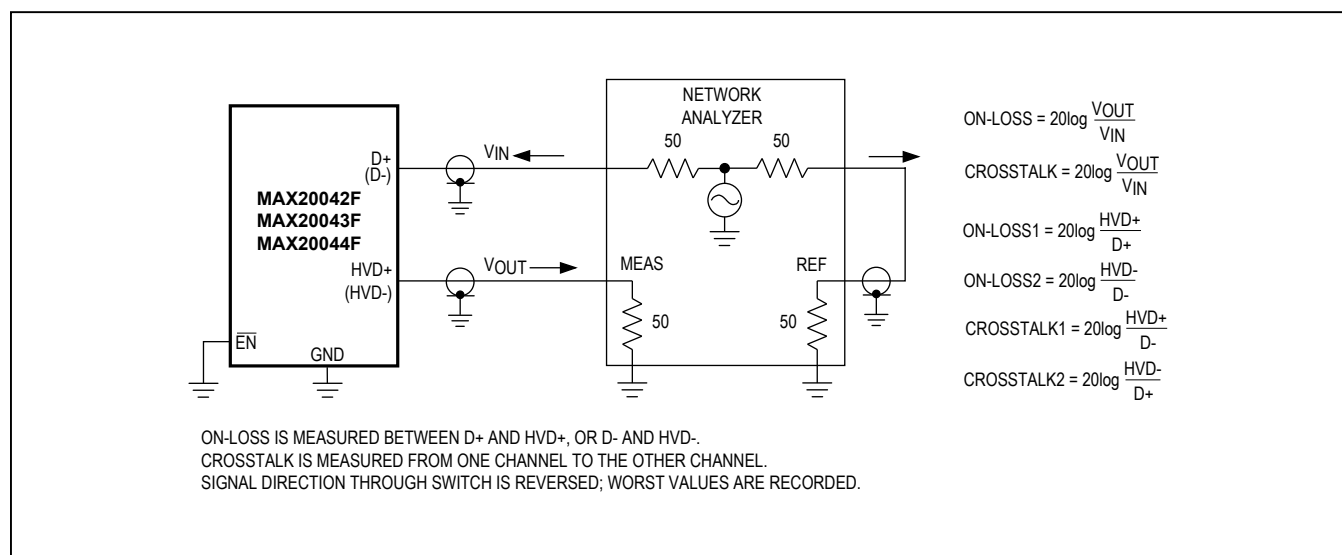 NETWORK
ANALYZER
50
50
VIN
D+
(D-)
MAX20042F
MAX20043F
MAX20044F
HVD+
(HVD-)
VOUT
MEAS
REF
50
50
EN
GND
ON-LOSS = 20log VOUT/VIN
CROSSTALK = 20log VOUT/VIN
ON-LOSS1 = 20log HVD+/D+
ON-LOSS2 = 20log HVD-/D-
CROSSTALK1 = 20log HVD+/D-
CROSSTALK2 = 20log HVD-/D+
ON-LOSS IS MEASURED BETWEEN D+ AND HVD+, OR D- AND HVD-.
CROSSTALK IS MEASURED FROM ONE CHANNEL TO THE OTHER CHANNEL.
SIGNAL DIRECTION THROUGH SWITCH IS REVERSED; WORST VALUES ARE RECORDED.